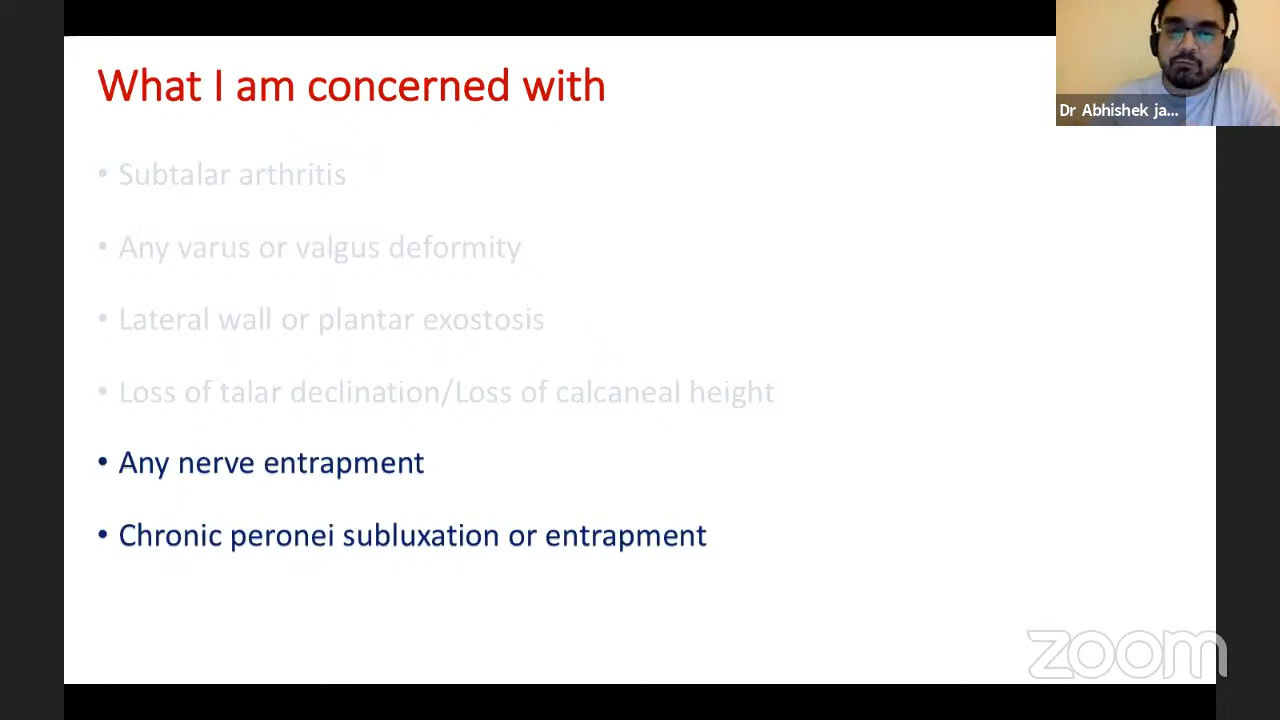 What I am concerned with
Dr Abhishek ja...
• Subtalar arthritis
• Any varus or valgus deformity
• Lateral wall or plantar exostosis
• Loss of talar declination/Loss of calcaneal height
• Any nerve entrapment
• Chronic peronei subluxation or entrapment
zoom